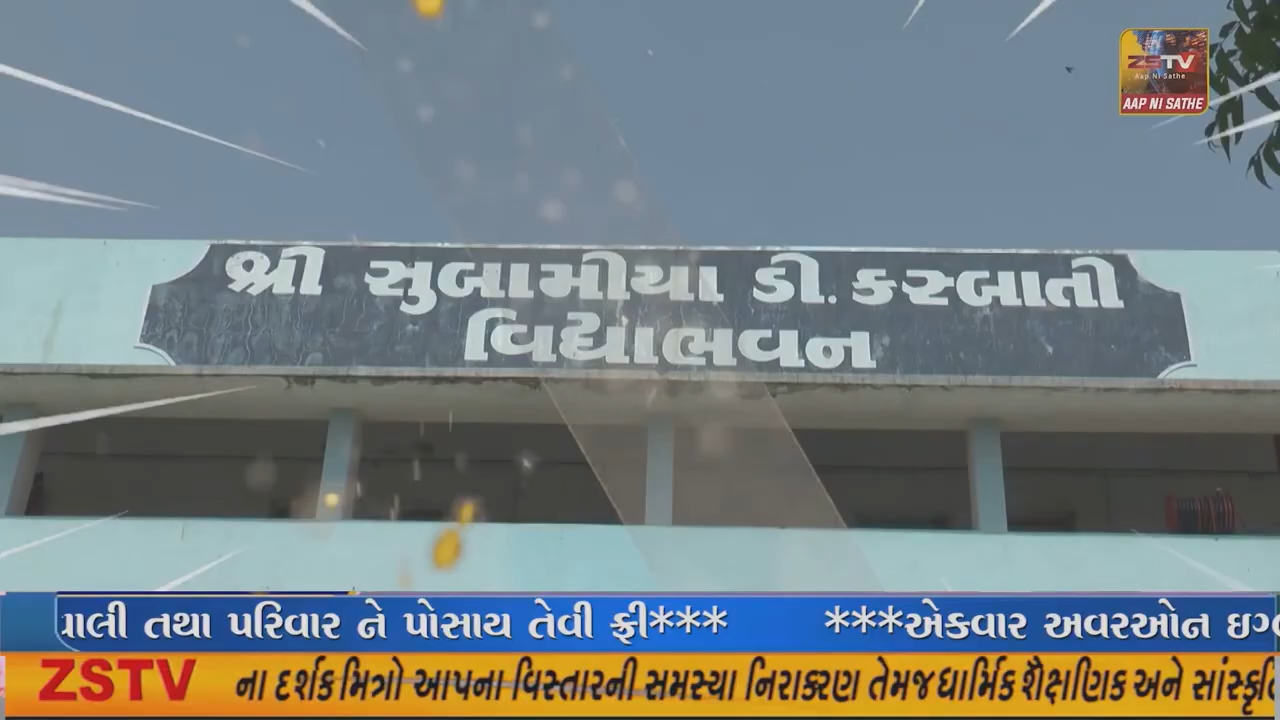 ZSTV
Aap Ni Sathe
AAP NI SATHE
શ્રી સુબામીયા ડી. કરબાતી
વિદ્યાભવન
તથા પરિવાર ને પોસાય તેવી ફ્રી*** ***એકવાર અવરઓન
ZSTV ના દર્શક મિત્રો આપના વિસ્તારની સમસ્યા નિરાકરણ તેમજ ધાર્મિક શૈક્ષણિક અને